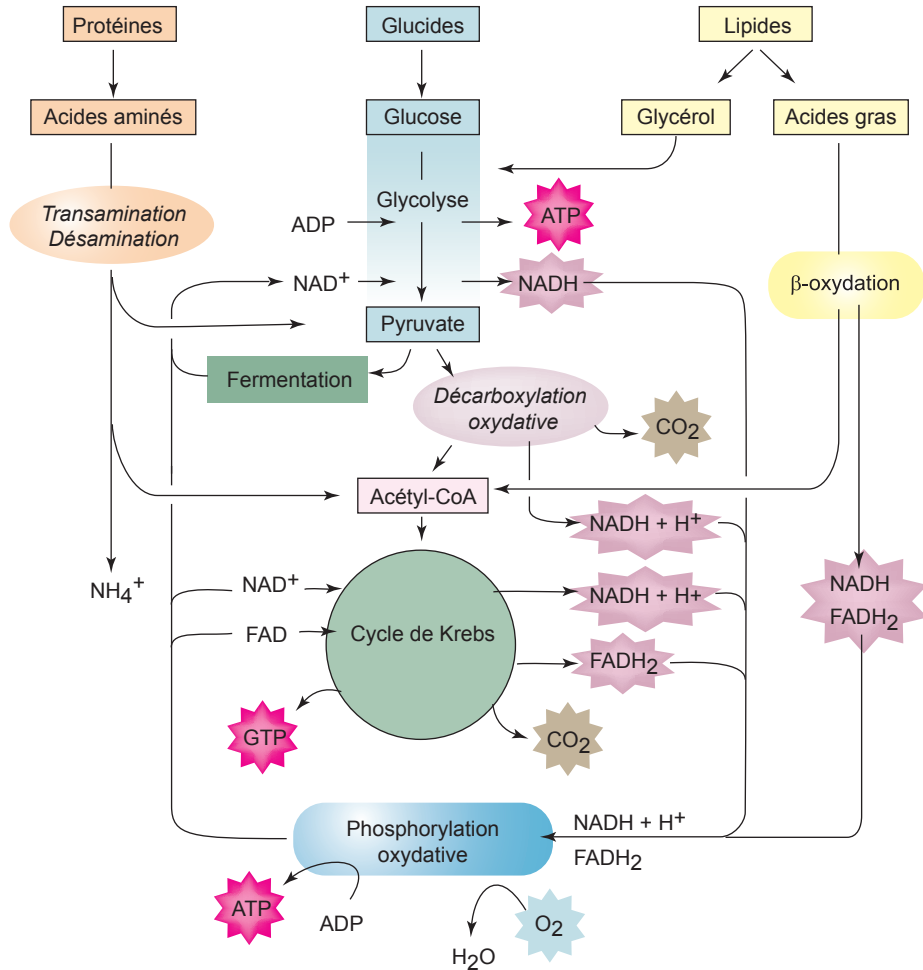 Protéines
Glucides
Lipides
Acides aminés
Glucose
Glycérol
Acides gras
Transamination
Désamination
Glycolyse
ADP
ATP
NAD+
NADH
β-oxydation
Pyruvate
Fermentation
Décarboxylation
oxydative
CO2
Acétyl-CoA
NADH + H+
NH4+
NAD+
NADH + H+
NADH
FADH2
FAD
Cycle de Krebs
FADH2
GTP
CO2
Phosphorylation
oxydative
NADH + H+
FADH2
ATP
ADP
O2
H2O